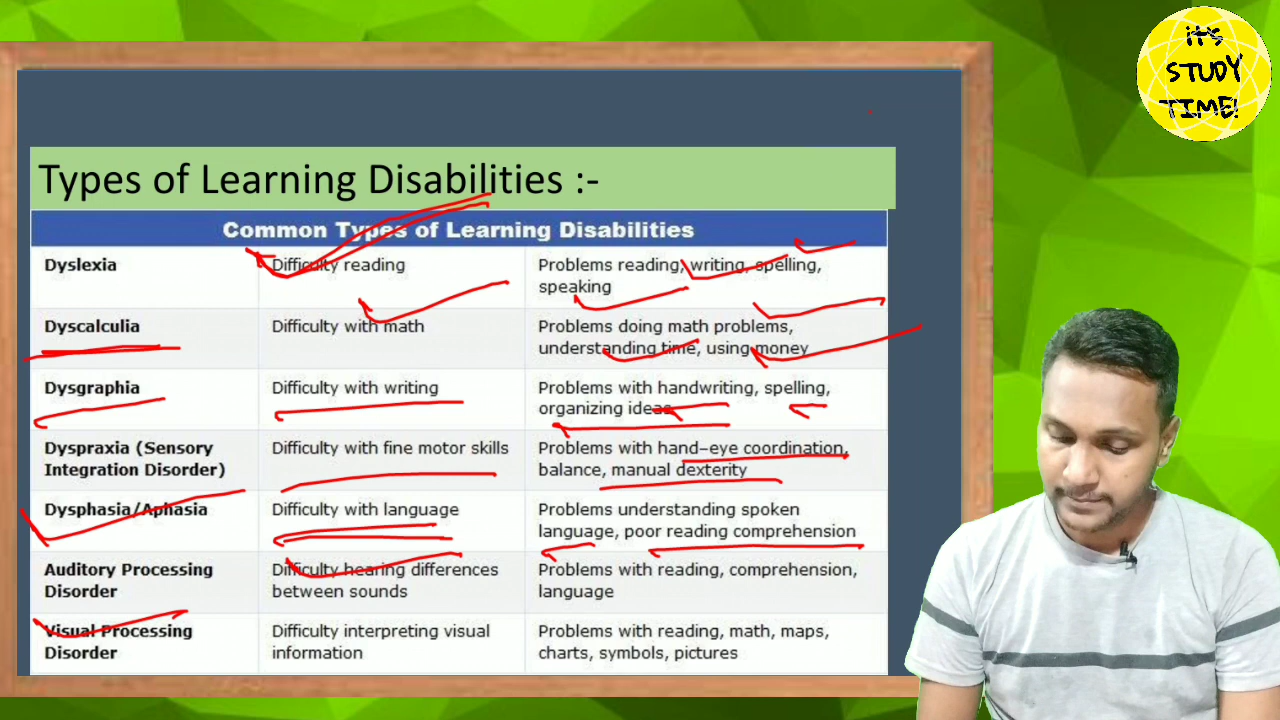 iT'S
STUDY
TIME!
Types of Learning Disabilities :-
Common Types of Learning Disabilities
Dyslexia
Difficulty reading
Problems reading, writing, spelling,
speaking
Dyscalculia
Difficulty with math
Problems doing math problems,
understanding time, using money
Dysgraphia
Difficulty with writing
Problems with handwriting, spelling,
organizing ideas
Dyspraxia (Sensory
Integration Disorder)
Difficulty with fine motor skills
Problems with hand–eye coordination,
balance, manual dexterity
Dysphasia/Aphasia
Difficulty with language
Problems understanding spoken
language, poor reading comprehension
Auditory Processing
Disorder
Difficulty hearing differences
between sounds
Problems with reading, comprehension,
language
Visual Processing
Disorder
Difficulty interpreting visual
information
Problems with reading, math, maps,
charts, symbols, pictures